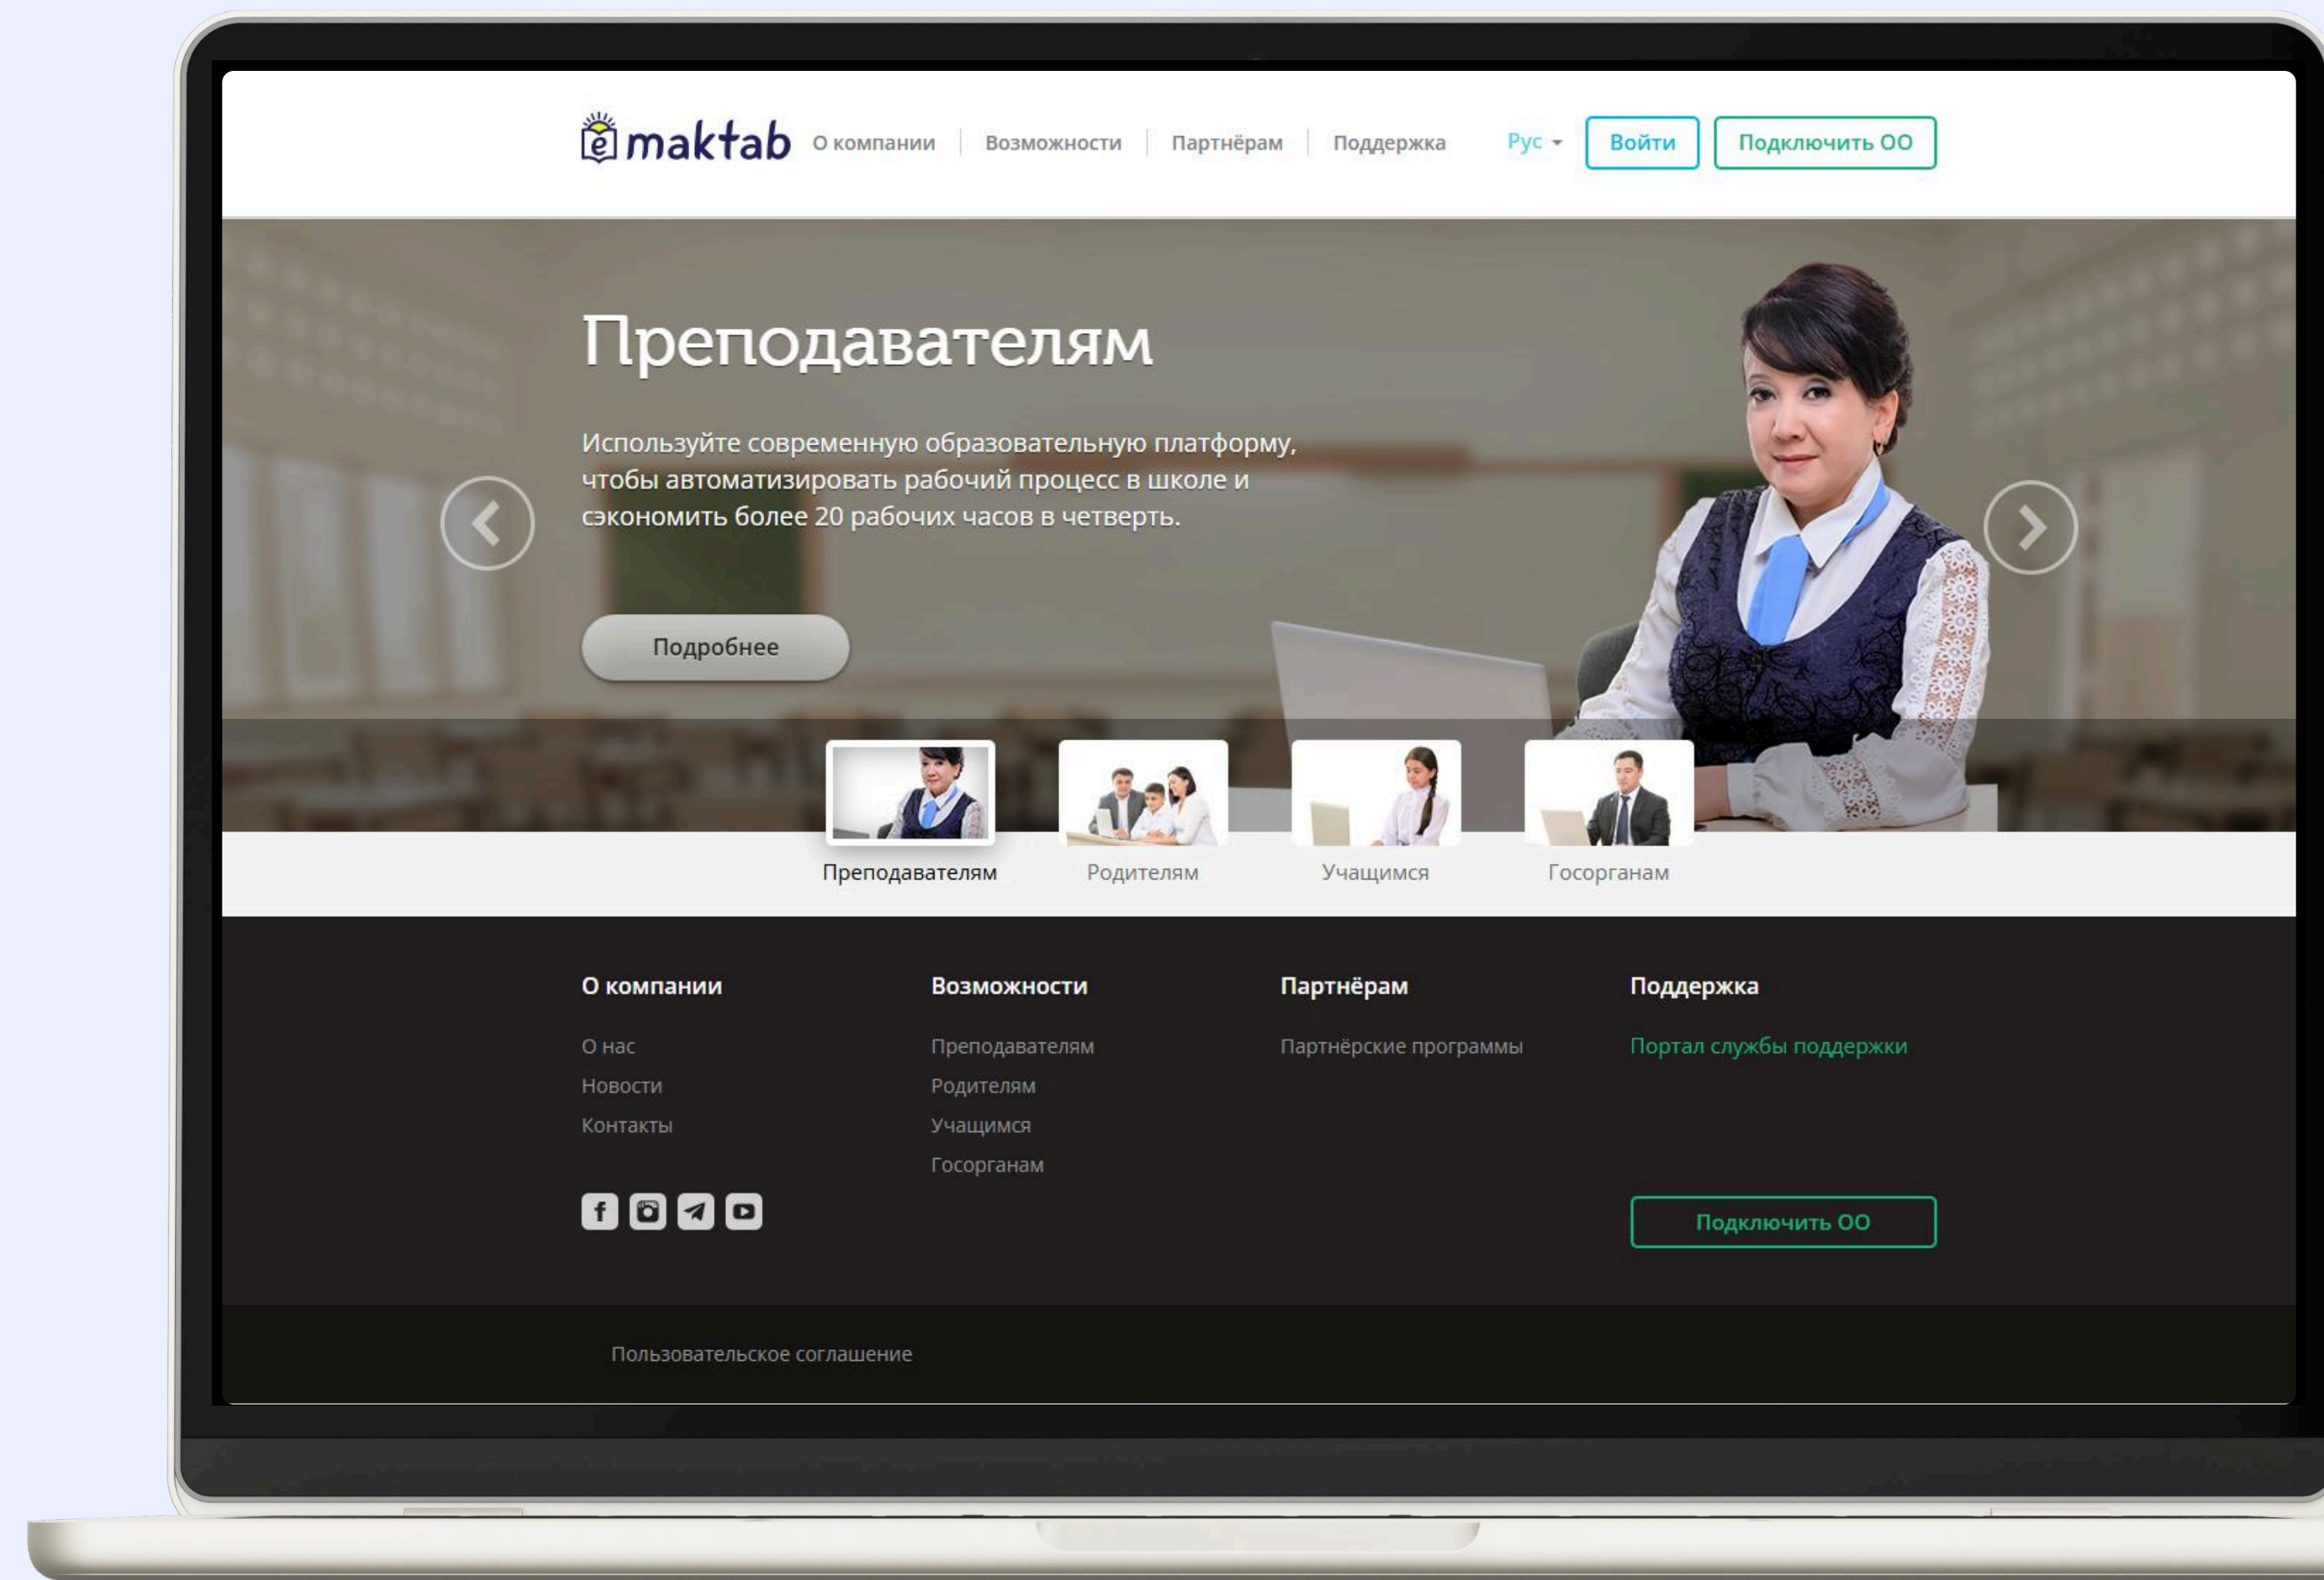 e maktab
О компании
Возможности
Партнёрам
Поддержка
Рус
Войти
Подключить ОО
Преподавателям
Используйте современную образовательную платформу,
чтобы автоматизировать рабочий процесс в школе и
сэкономить более 20 рабочих часов в четверть.
Подробнее
Преподавателям
Родителям
Учащимся
Госорганам
О компании
О нас
Новости
Контакты
Возможности
Преподавателям
Родителям
Учащимся
Госорганам
Партнёрам
Партнёрские программы
Поддержка
Портал службы поддержки
Подключить ОО
Пользовательское соглашение